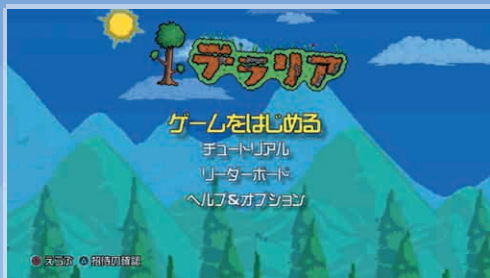 テラリア
ゲームをはじめる
チュートリアル
リーダーボード
ヘルプ&オプション
えらぶ 招待の確認